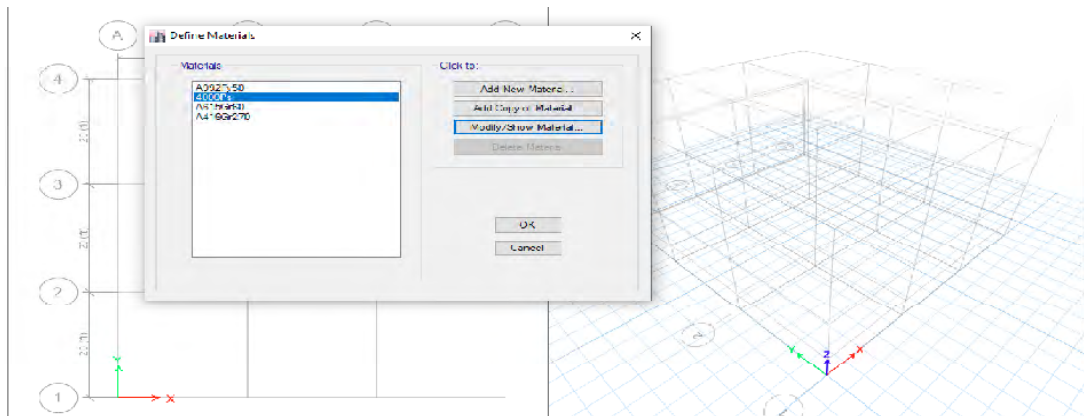 A
Define Materials
Materials
A992Fy50
4000Psi
A615Gr60
A416Gr270
Click to:
Add New Material...
Add Copy of Material...
Modify/Show Material...
Delete Material
OK
Cancel
4
3
2
1
Y
X
Y
Z
X